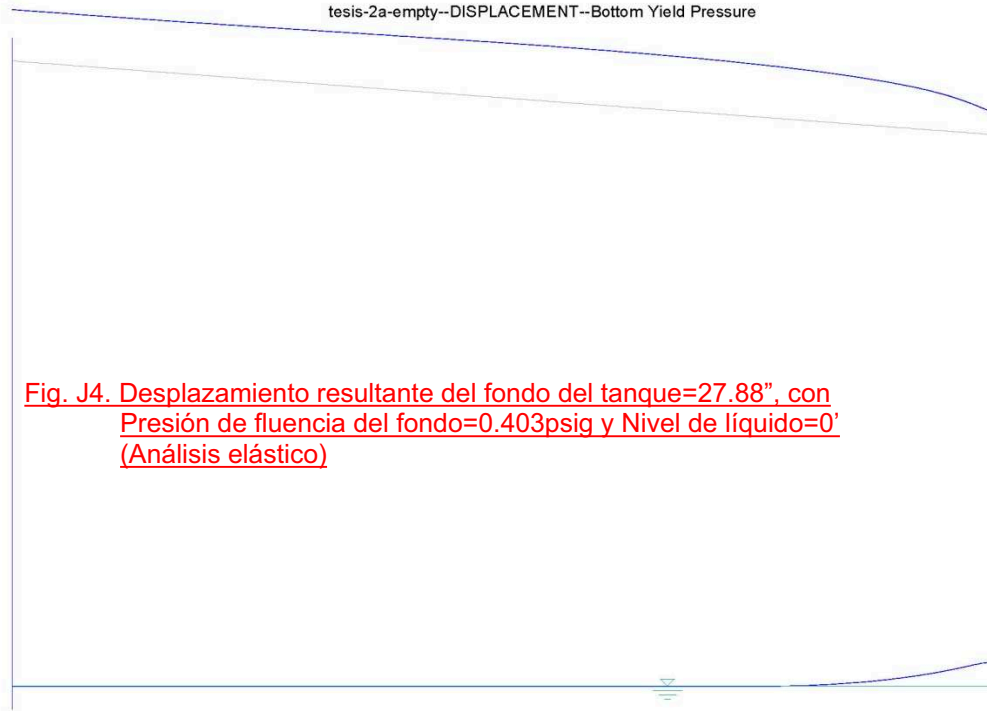 tesis-2a-empty--DISPLACEMENT--Bottom Yield Pressure
Fig. J4. Desplazamiento resultante del fondo del tanque=27.88”, con
Presión de fluencia del fondo=0.403psig y Nivel de líquido=0’
(Análisis elástico)